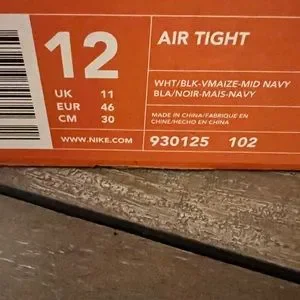 12
UK 11
EUR 46
CM 30
WWW.NIKE.COM
AIR TIGHT
WHT/BLK-VMAIZE-MID NAVY
BLA/NOIR-MAIS-NAVY
MADE IN CHINA/FABRIQUE EN
CHINE/HECHO EN CHINA
930125 102